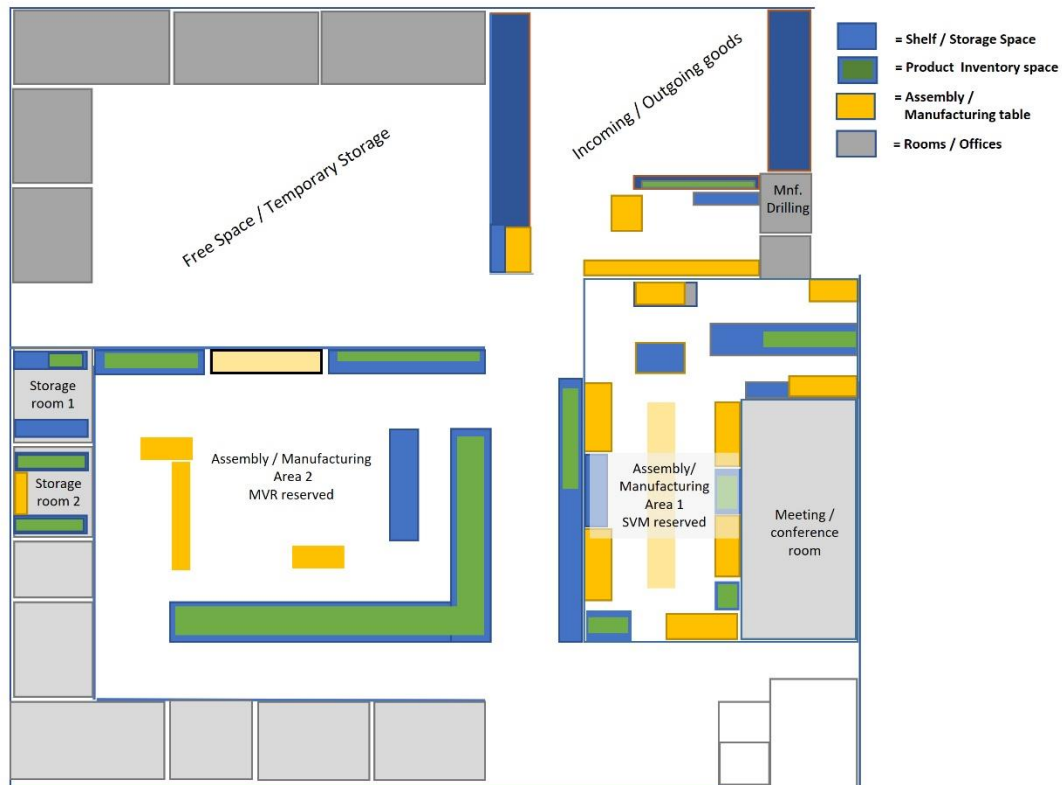 = Shelf / Storage Space
= Product Inventory space
= Assembly /
Manufacturing table
= Rooms / Offices
Free Space / Temporary Storage
Incoming / Outgoing goods
Mnf.
Drilling
Storage
room 1
Storage
room 2
Assembly / Manufacturing
Area 2
MVR reserved
Assembly/
Manufacturing
Area 1
SVM reserved
Meeting /
conference
room